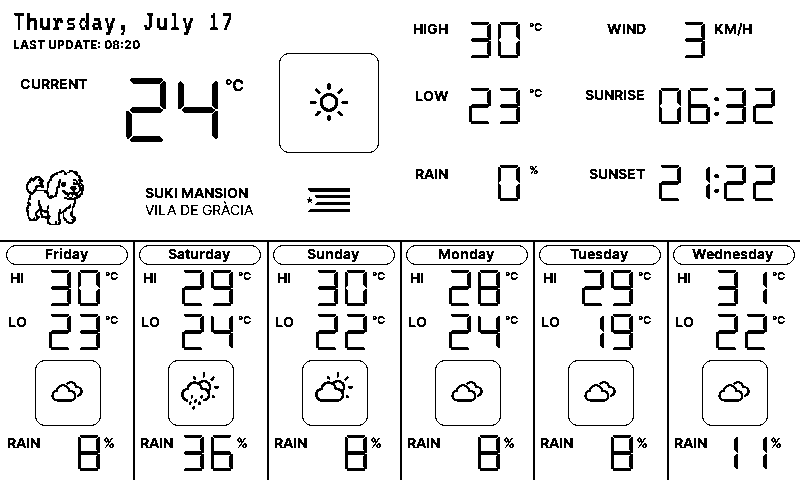 Thursday, July 17
LAST UPDATE: 08:20
CURRENT 24 °C
HIGH 30 °C
LOW 23 °C
RAIN 0 %
WIND 3 KM/H
SUNRISE 06:32
SUNSET 21:22
SUKI MANSION
VILA DE GRÀCIA
Friday
HI 30 °C
LO 23 °C
RAIN 8 %
Saturday
HI 29 °C
LO 24 °C
RAIN 36 %
Sunday
HI 30 °C
LO 22 °C
RAIN 8 %
Monday
HI 28 °C
LO 24 °C
RAIN 8 %
Tuesday
HI 29 °C
LO 19 °C
RAIN 8 %
Wednesday
HI 31 °C
LO 22 °C
RAIN 11 %